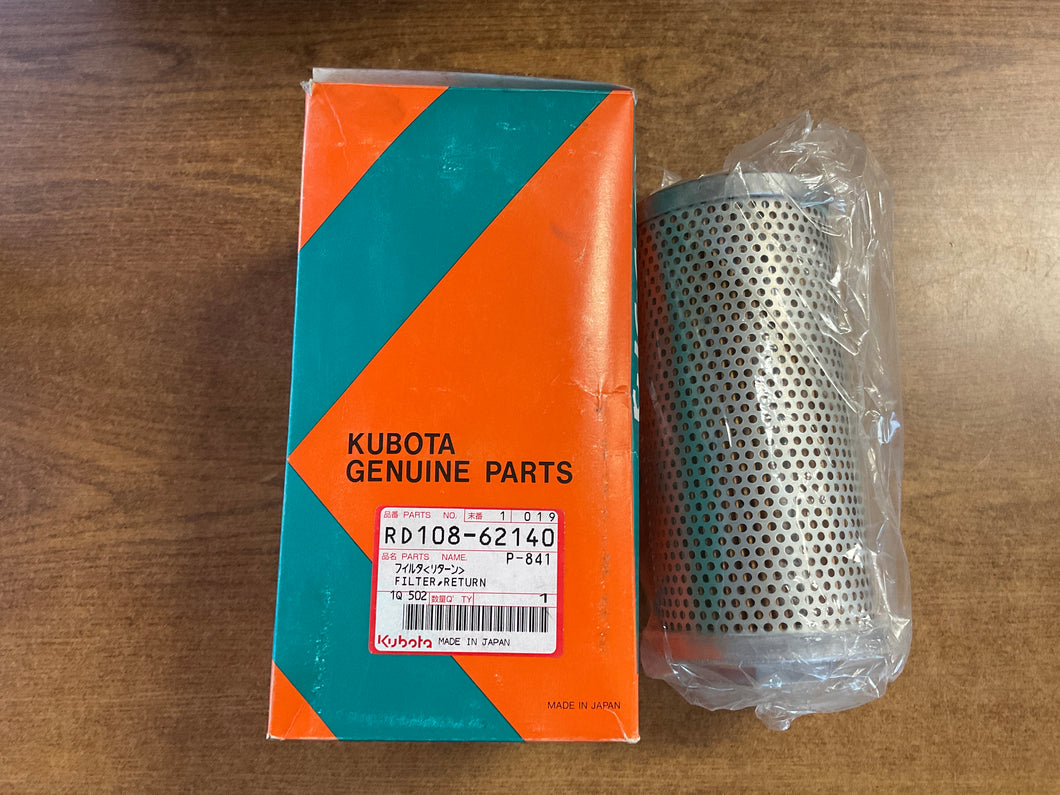 KUBOTA
GENUINE PARTS
品番 PARTS NO. 末番 1 019
RD108-62140
品名 PARTS NAME. P-841
フィルタ<リターン>
FILTER,RETURN
1Q 502 数量Q'TY 1
Kubota MADE IN JAPAN
MADE IN JAPAN